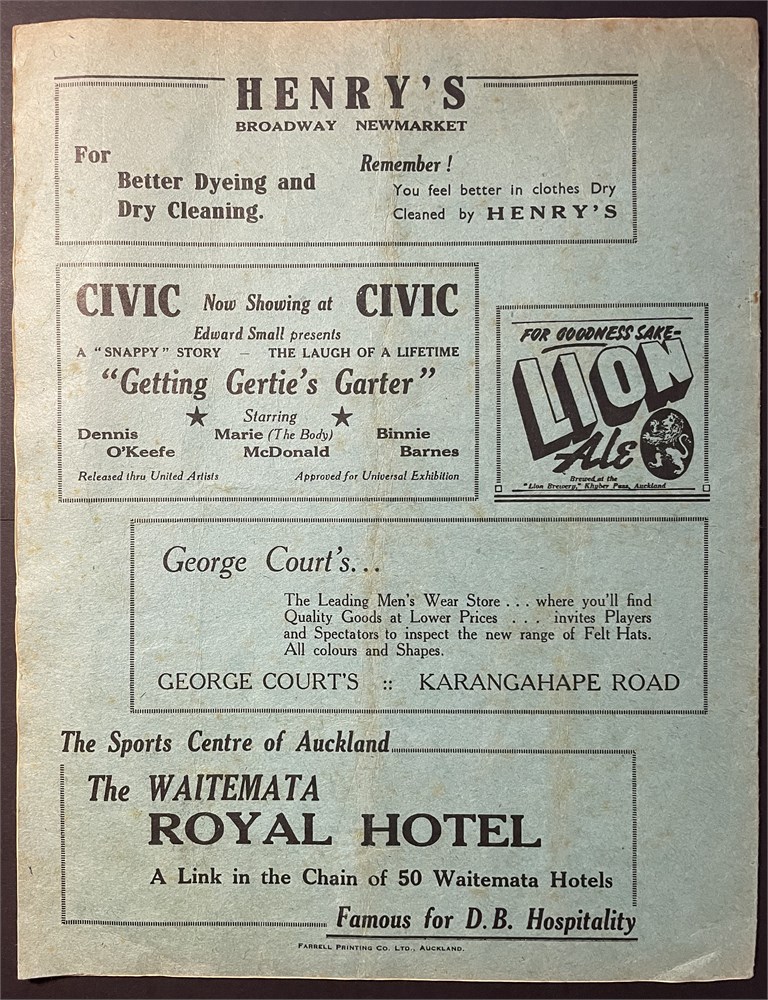 HENRY'S
BROADWAY NEWMARKET
For
Better Dyeing and
Dry Cleaning.
Remember !
You feel better in clothes Dry
Cleaned by HENRY'S
CIVIC Now Showing at CIVIC
Edward Small presents
A "SNAPPY" STORY — THE LAUGH OF A LIFETIME
"Getting Gertie's Garter"
★ Starring ★
Dennis O'Keefe
Marie (The Body) McDonald
Binnie Barnes
Released thru United Artists Approved for Universal Exhibition
FOR GOODNESS SAKE-
LION
Ale
Brewed at the
"Lion Brewery," Khyber Pass, Auckland
George Court's...
The Leading Men's Wear Store . . . where you'll find
Quality Goods at Lower Prices . . . invites Players
and Spectators to inspect the new range of Felt Hats.
All colours and Shapes.
GEORGE COURT'S :: KARANGAHAPE ROAD
The Sports Centre of Auckland
The WAITEMATA
ROYAL HOTEL
A Link in the Chain of 50 Waitemata Hotels
Famous for D.B. Hospitality
FARRELL PRINTING CO. LTD., AUCKLAND.